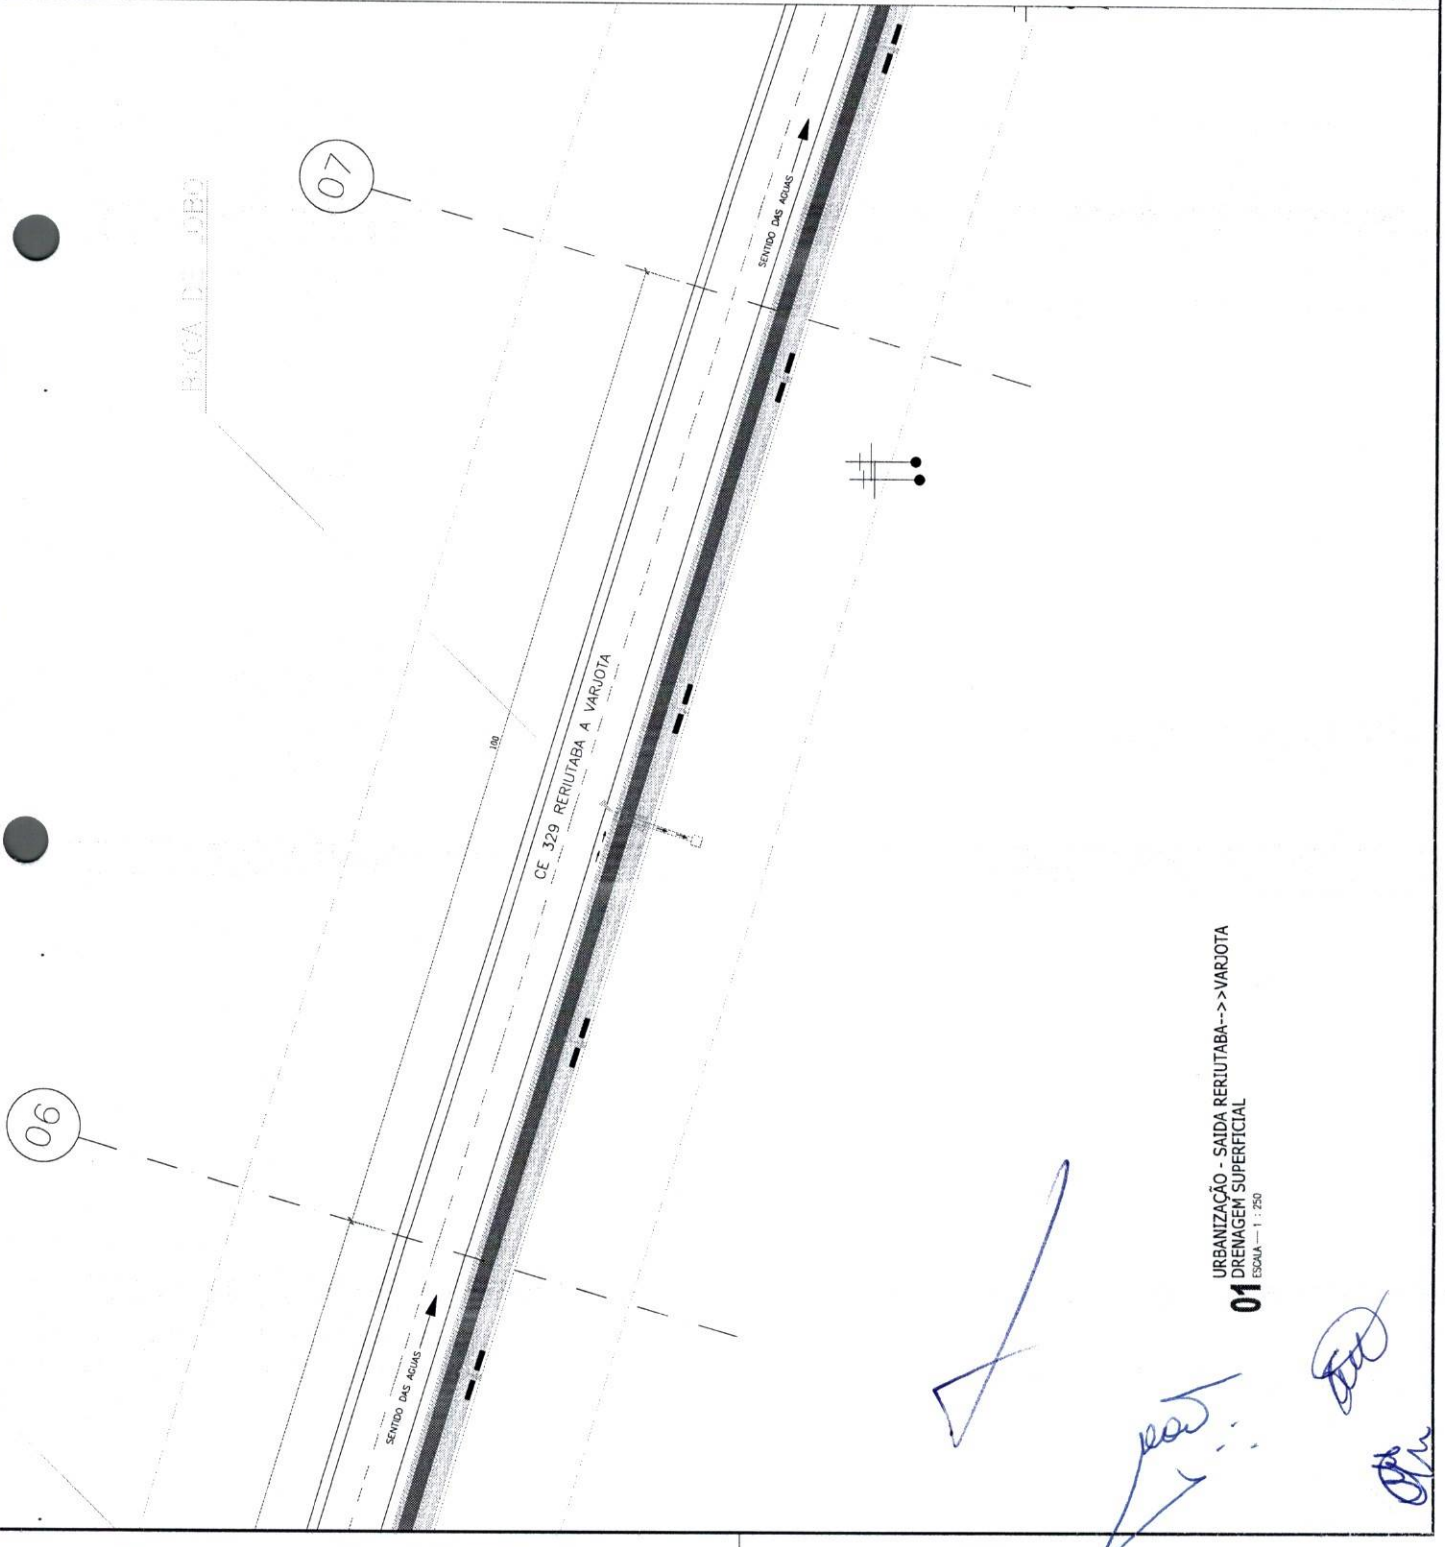 07
06
SENTIDO DAS AGUAS
100
CE 329 RERIUTABA A VARJOTA
SENTIDO DAS AGUAS
URBANIZAÇÃO - SAIDA RERIUTABA-->>VARJOTA
01 DRENAGEM SUPERFICIAL
ESCALA — 1 : 250